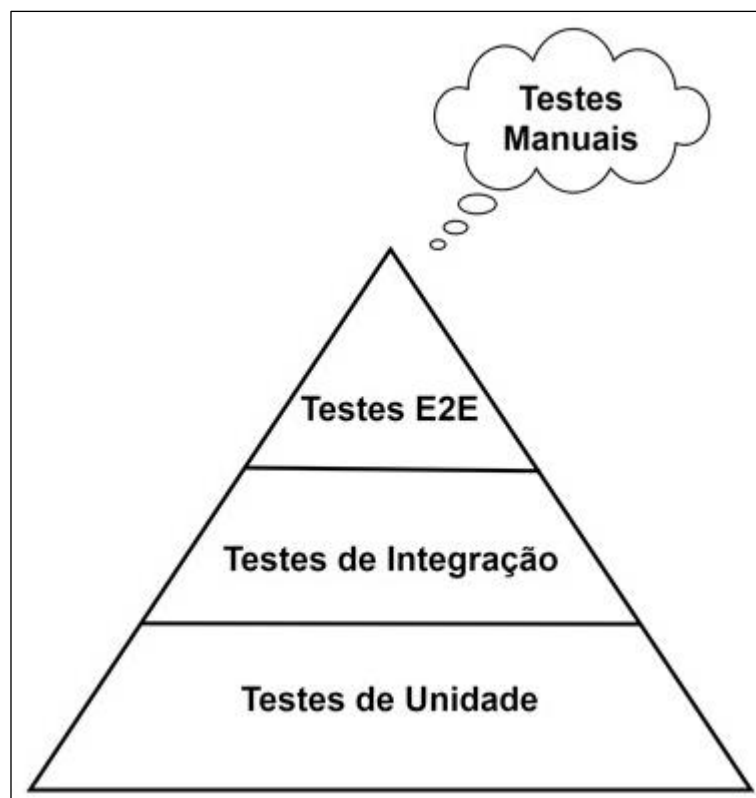 Testes
Manuais
Testes E2E
Testes de Integração
Testes de Unidade